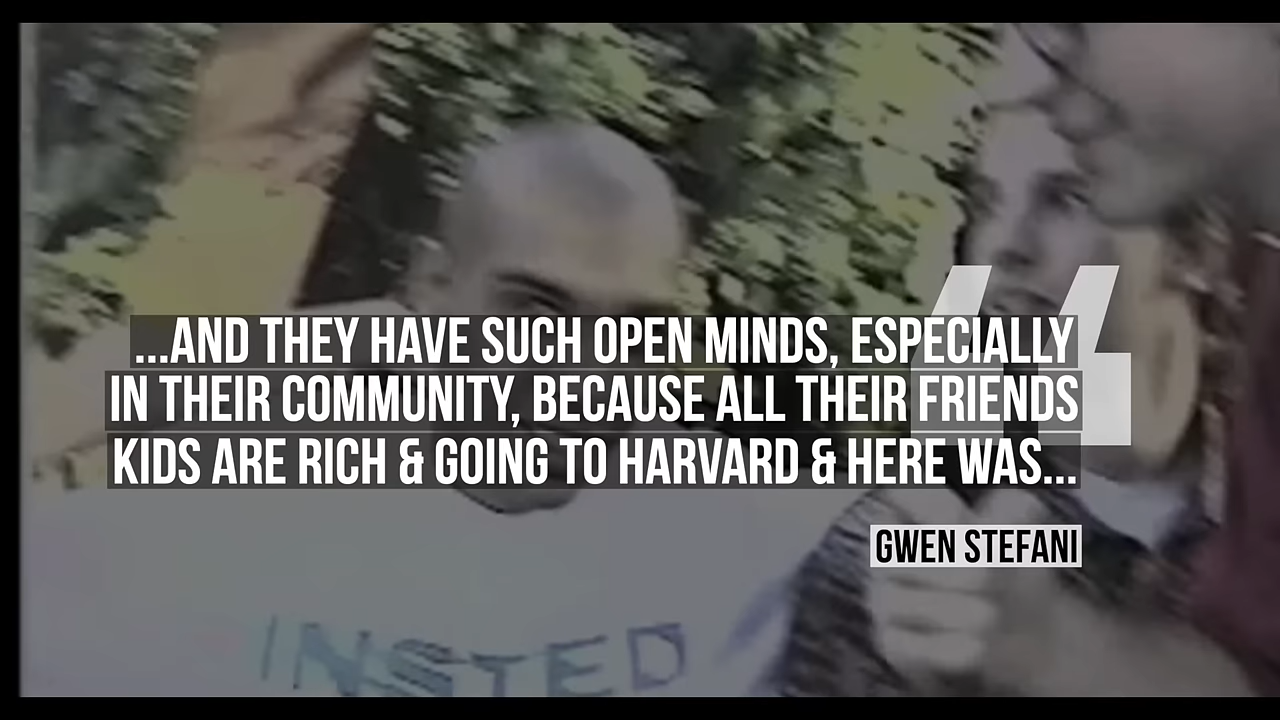 ...AND THEY HAVE SUCH OPEN MINDS, ESPECIALLY
IN THEIR COMMUNITY, BECAUSE ALL THEIR FRIENDS
KIDS ARE RICH & GOING TO HARVARD & HERE WAS...
GWEN STEFANI
INSTED